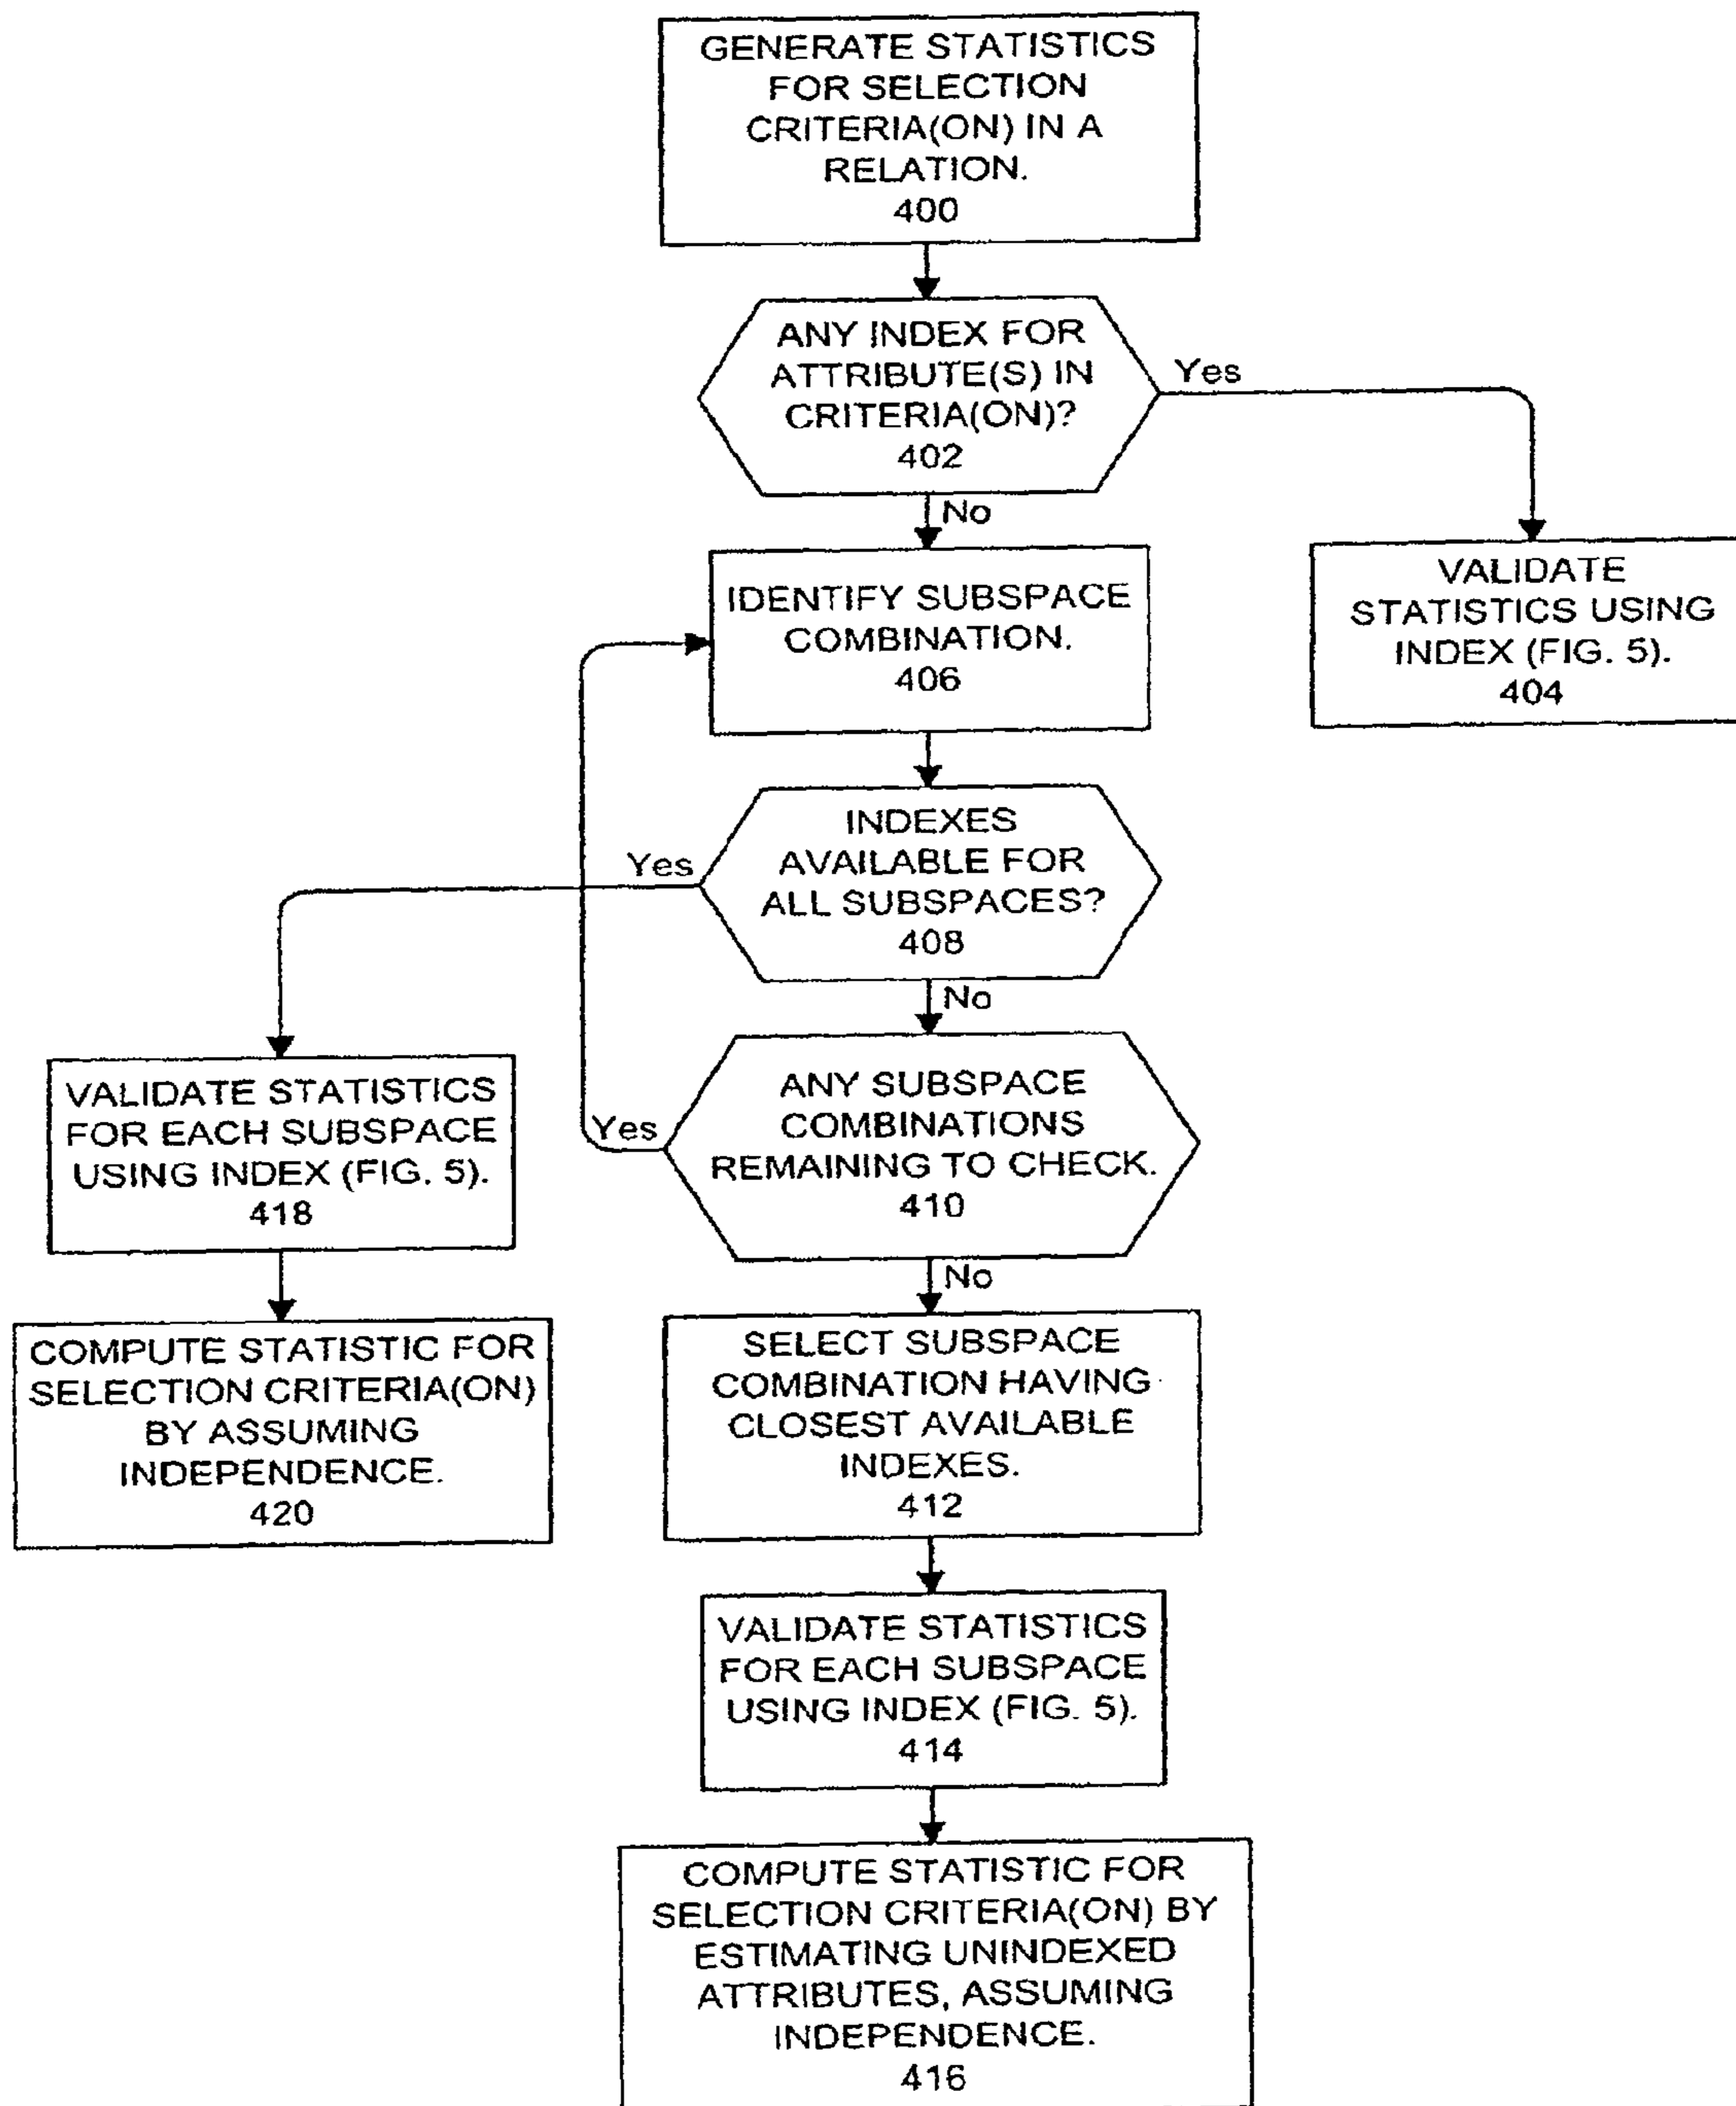 GENERATE STATISTICS
FOR SELECTION
CRITERIA(ON) IN A
RELATION.
400
ANY INDEX FOR
ATTRIBUTE(S) IN
CRITERIA(ON)?
402
Yes
No
VALIDATE
STATISTICS USING
INDEX (FIG. 5).
404
IDENTIFY SUBSPACE
COMBINATION.
406
INDEXES
AVAILABLE FOR
ALL SUBSPACES?
408
Yes
No
ANY SUBSPACE
COMBINATIONS
REMAINING TO CHECK.
410
Yes
No
VALIDATE STATISTICS
FOR EACH SUBSPACE
USING INDEX (FIG. 5).
418
COMPUTE STATISTIC FOR
SELECTION CRITERIA(ON)
BY ASSUMING
INDEPENDENCE.
420
SELECT SUBSPACE
COMBINATION HAVING
CLOSEST AVAILABLE
INDEXES.
412
VALIDATE STATISTICS
FOR EACH SUBSPACE
USING INDEX (FIG. 5).
414
COMPUTE STATISTIC FOR
SELECTION CRITERIA(ON) BY
ESTIMATING UNINDEXED
ATTRIBUTES, ASSUMING
INDEPENDENCE.
416